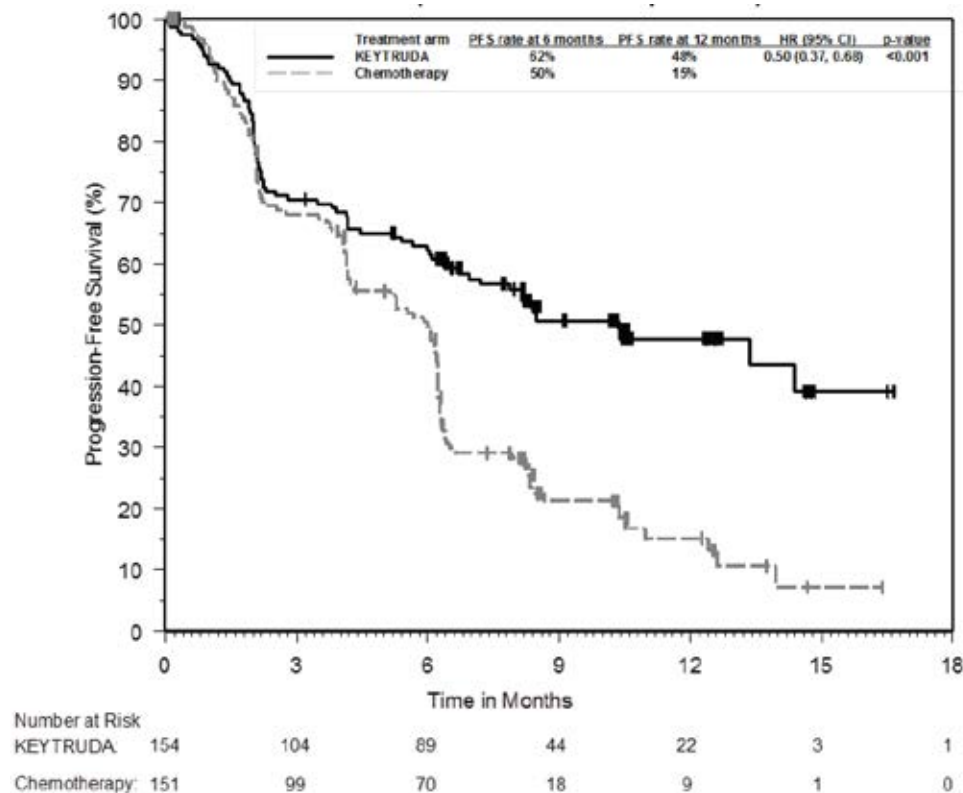 Treatment arm PFS rate at 6 months PFS rate at 12 months HR (95% CI) p-value
KEYTRUDA 62% 48% 0.50 (0.37, 0.68) <0.001
Chemotherapy 50% 15%
100
90
80
70
60
50
40
30
20
10
0
Progression-Free Survival (%)
0 3 6 9 12 15 18
Time in Months
Number at Risk
KEYTRUDA: 154 104 89 44 22 3 1
Chemotherapy: 151 99 70 18 9 1 0